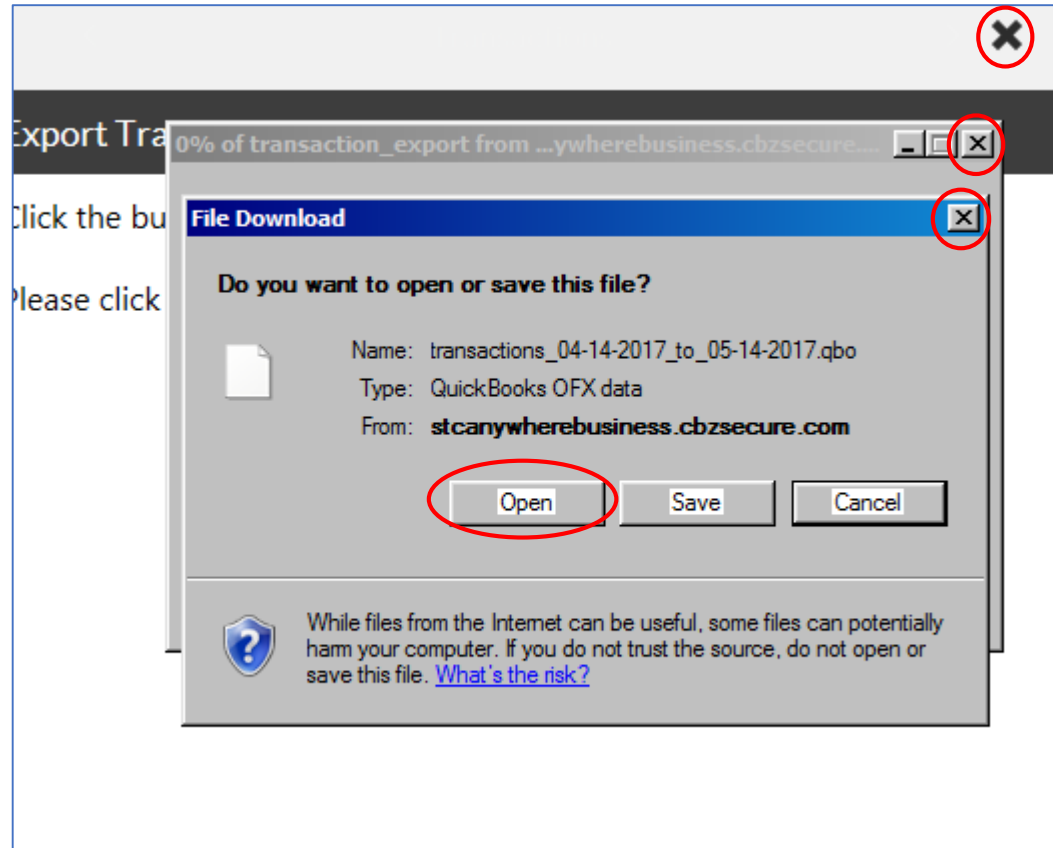 Export Tra
0% of transaction_export from ...ywherebusiness.cbzsecure....
Click the bu
File Download
Please click
Do you want to open or save this file?
Name: transactions_04-14-2017_to_05-14-2017.qbo
Type: QuickBooks OFX data
From: stcanywherebusiness.cbzsecure.com
Open Save Cancel
While files from the Internet can be useful, some files can potentially
harm your computer. If you do not trust the source, do not open or
save this file. What's the risk?